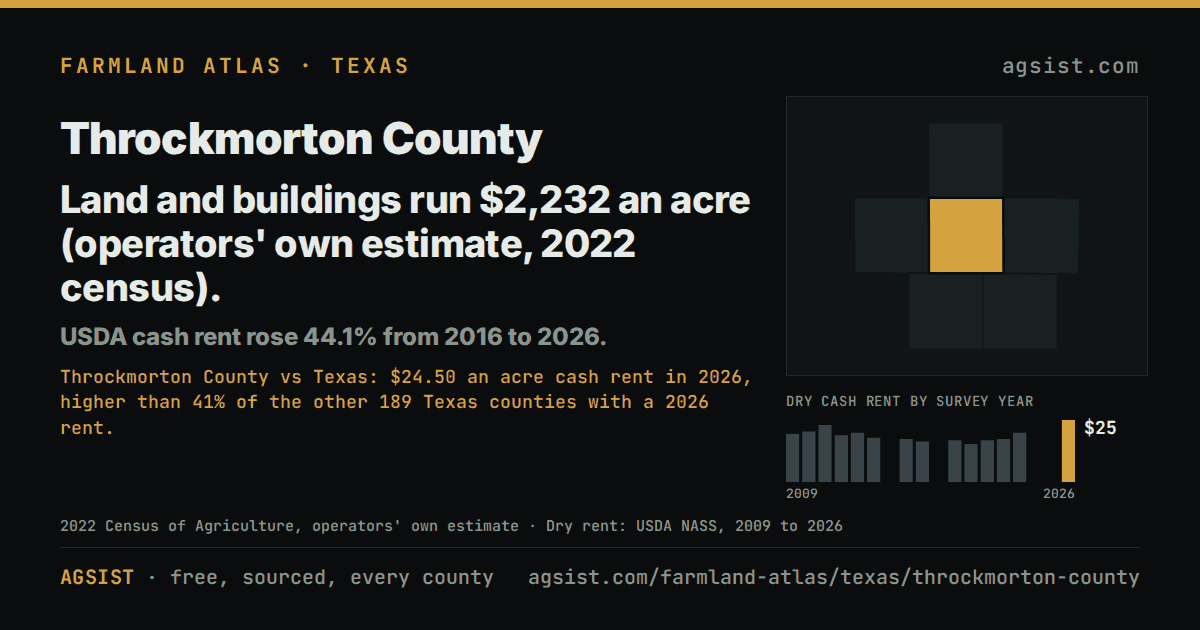 FARMLAND ATLAS · TEXAS
agsist.com
Throckmorton County
Land and buildings run $2,232 an acre
(operators' own estimate, 2022
census).
USDA cash rent rose 44.1% from 2016 to 2026.
Throckmorton County vs Texas: $24.50 an acre cash rent in 2026,
higher than 41% of the other 189 Texas counties with a 2026
rent.
DRY CASH RENT BY SURVEY YEAR
$25
2009
2026
2022 Census of Agriculture, operators' own estimate · Dry rent: USDA NASS, 2009 to 2026
AGSIST · free, sourced, every county
agsist.com/farmland-atlas/texas/throckmorton-county